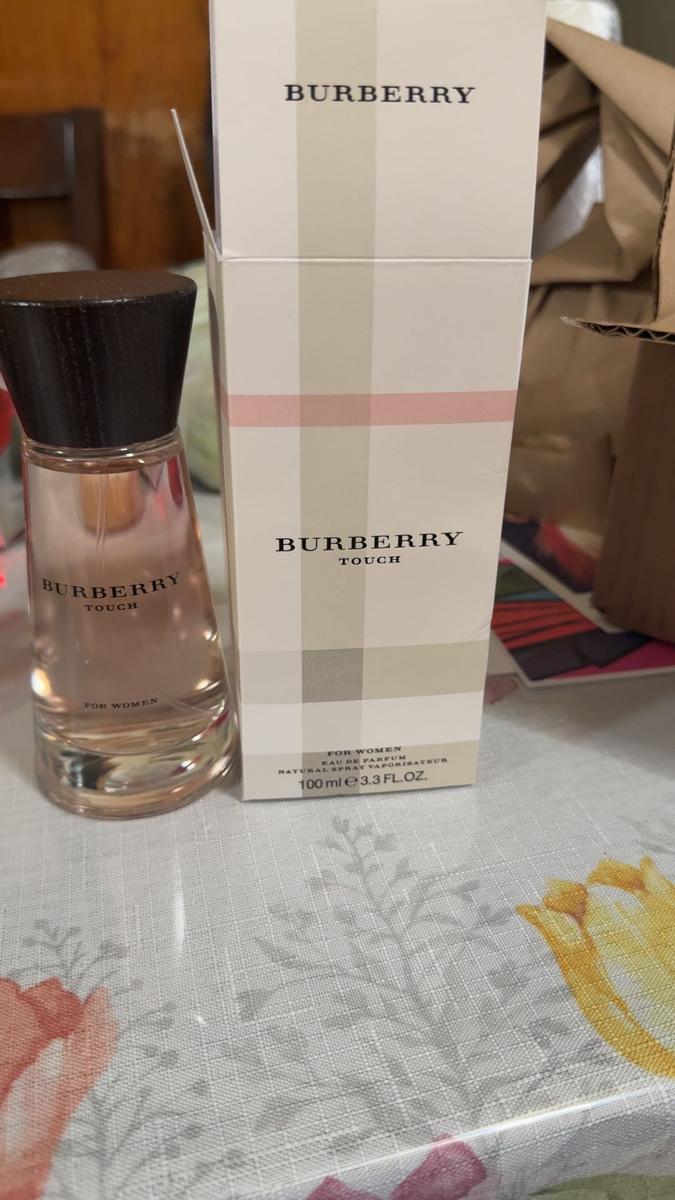 BURBERRY
BURBERRY
TOUCH
FOR WOMEN
EAU DE PARFUM
NATURAL SPRAY VAPORISATEUR
100 ml ℮ 3.3 FL.OZ.
BURBERRY
TOUCH
FOR WOMEN